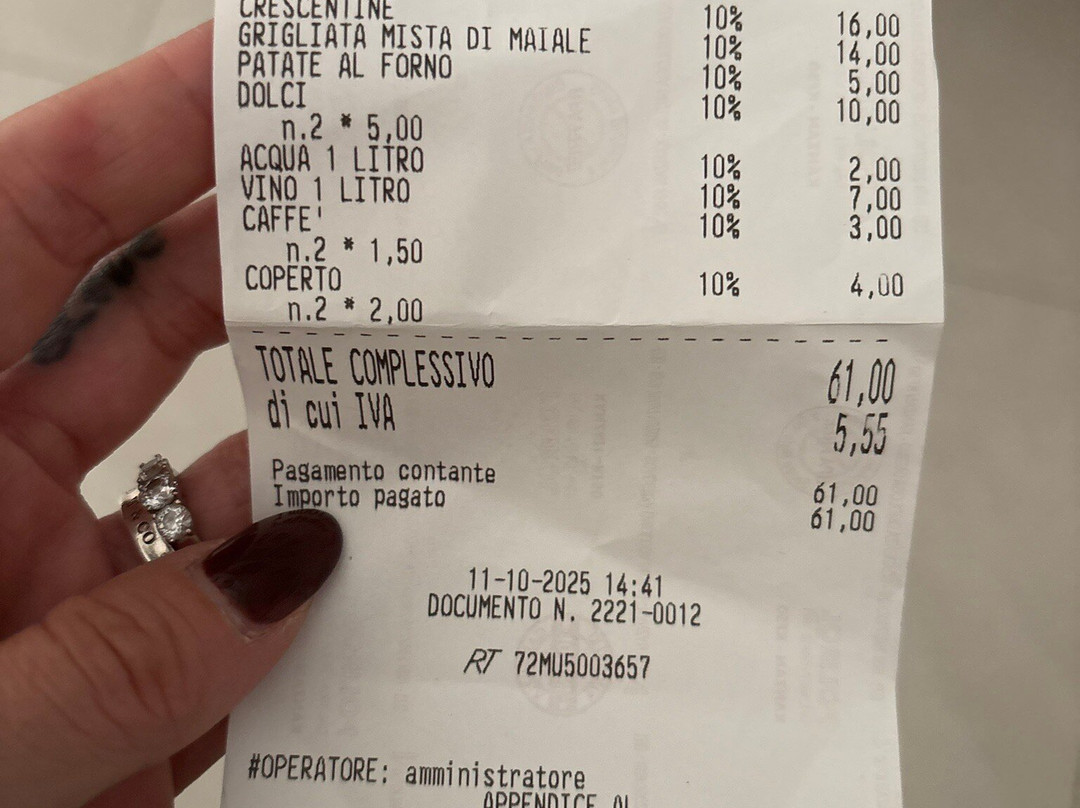 CRESCENTINE 10% 16,00
GRIGLIATA MISTA DI MAIALE 10% 14,00
PATATE AL FORNO 10% 5,00
DOLCI 10% 10,00
n.2 * 5,00
ACQUA 1 LITRO 10% 2,00
VINO 1 LITRO 10% 7,00
CAFFE' 10% 3,00
n.2 * 1,50
COPERTO 10% 4,00
n.2 * 2,00
TOTALE COMPLESSIVO 61,00
di cui IVA 5,55
Pagamento contante 61,00
Importo pagato 61,00
11-10-2025 14:41
DOCUMENTO N. 2221-0012
RT 72MU5003657
#OPERATORE: amministratore
APPENDICE AL